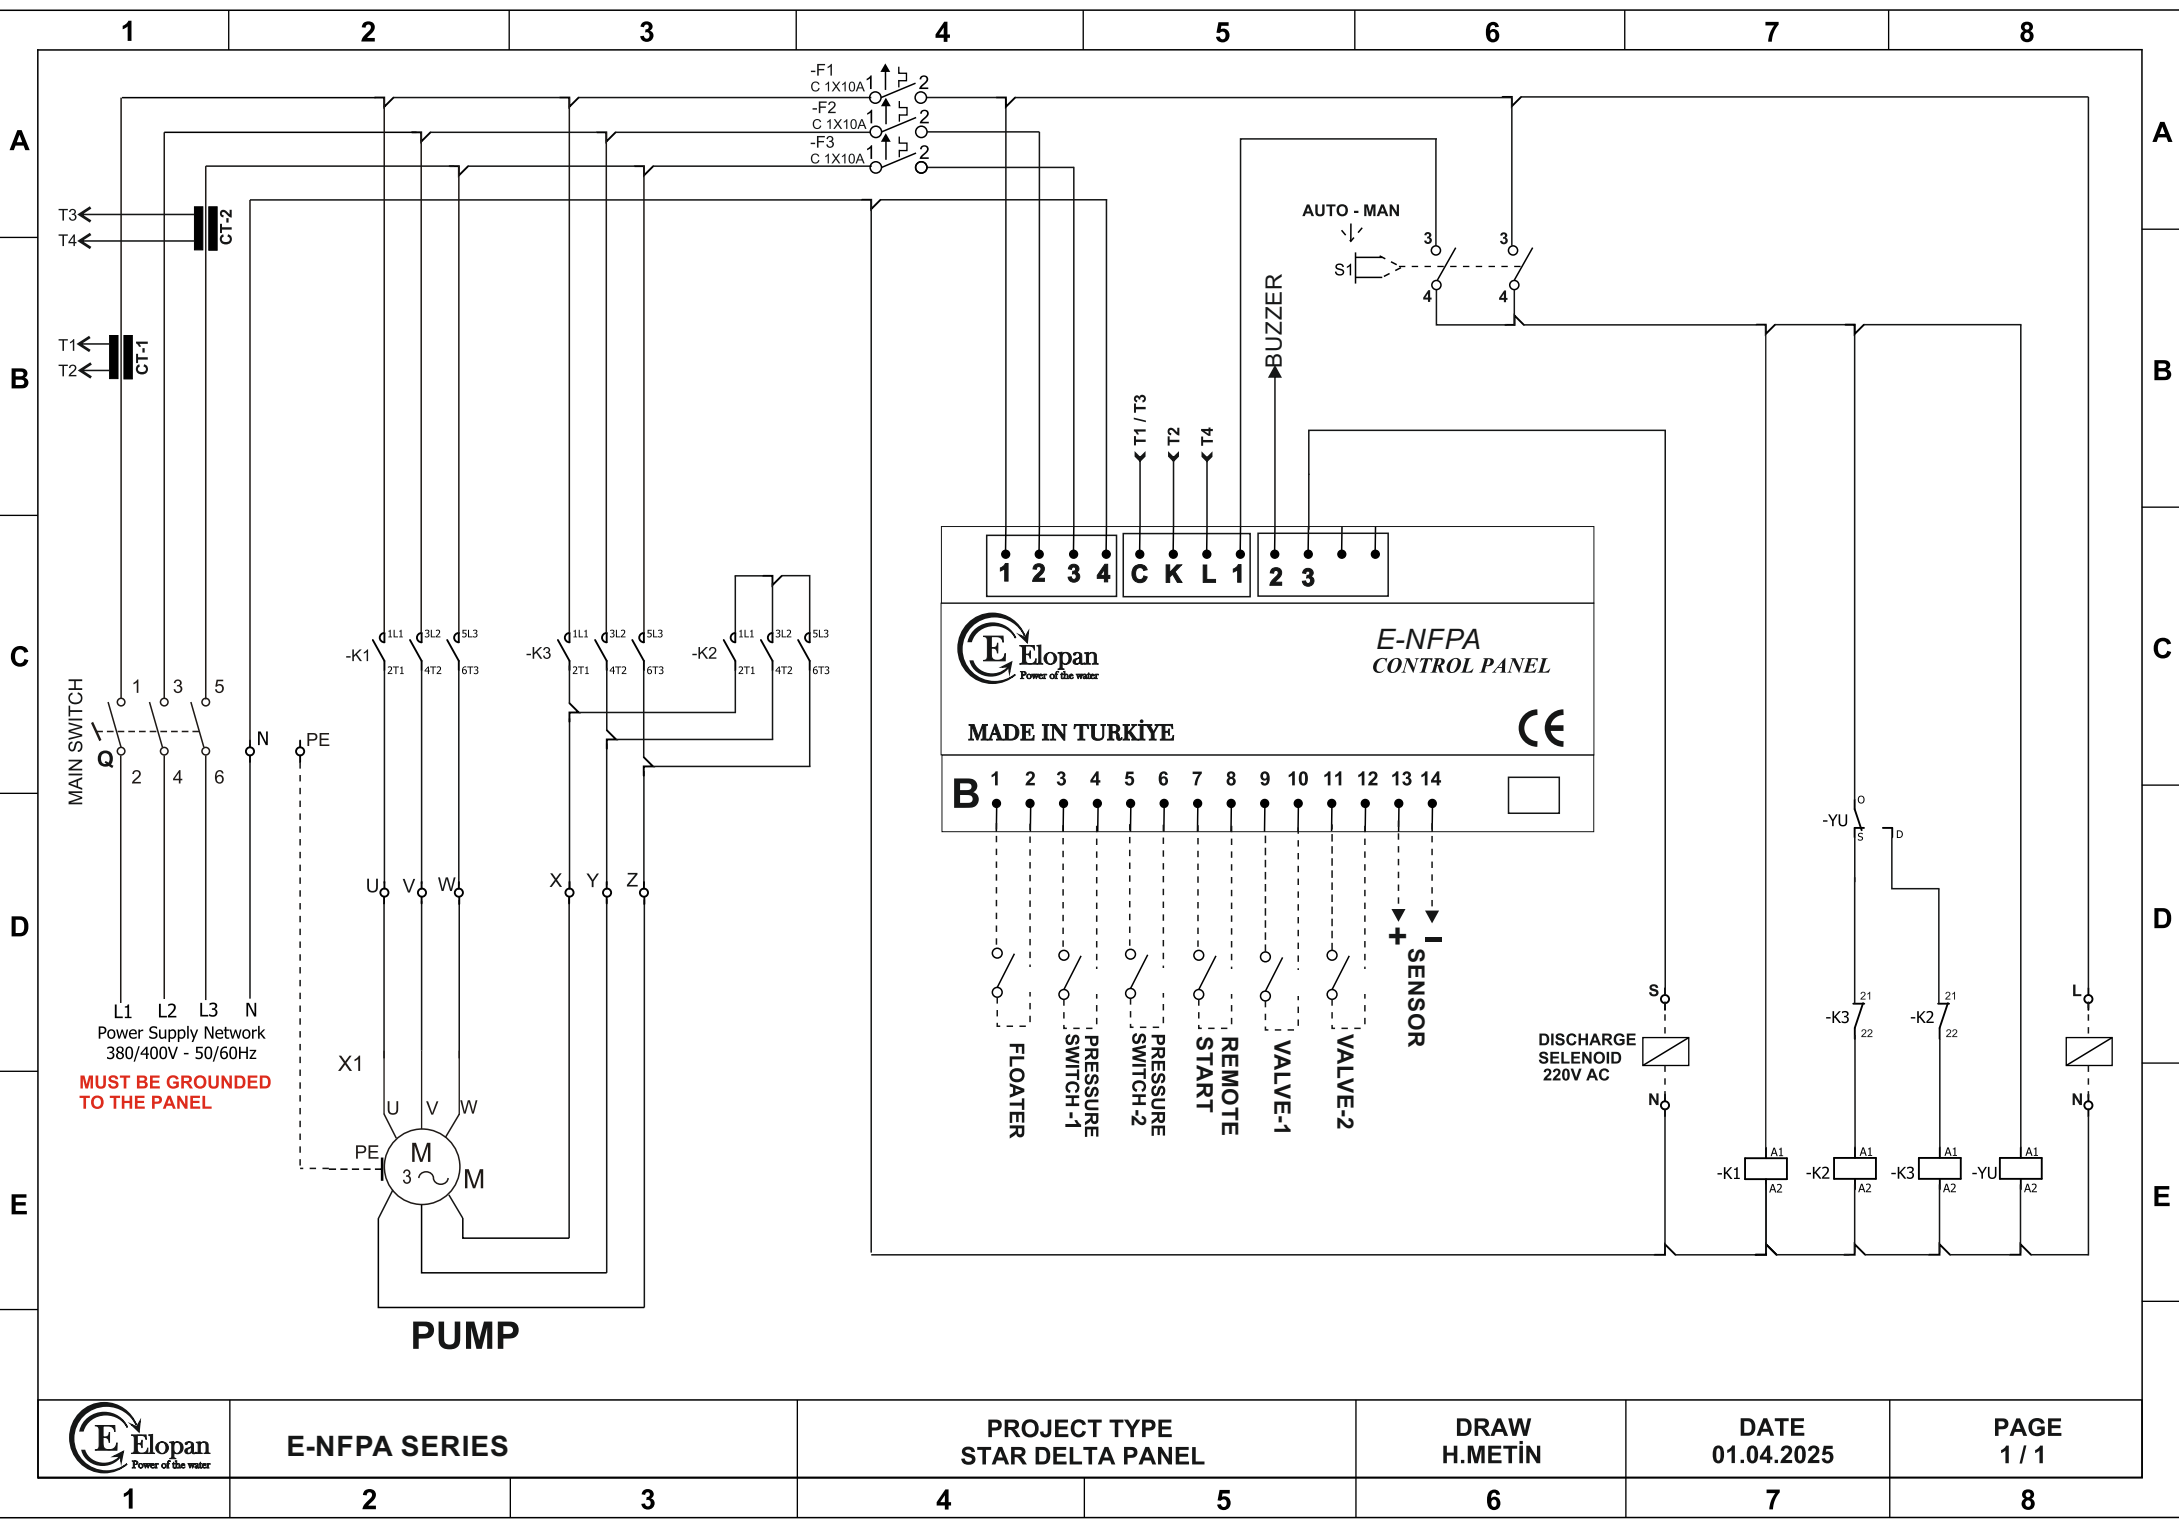 1 2 3 4 5 6 7 8
A A
-F1
C 1X10A 1 2
-F2
C 1X10A 1 2
-F3
C 1X10A 1 2
T3
T4
CT-2
AUTO - MAN
S1
3 3
4 4
B B
T1
T2
CT-1
BUZZER
T1 / T3
T2
T4
1 2 3 4 C K L 1 2 3
C C
E
Elopan
Power of the water
E-NFPA
CONTROL PANEL
MADE IN TURKİYE
CE
-K1 1L1 3L2 5L3
2T1 4T2 6T3
-K3 1L1 3L2 5L3
2T1 4T2 6T3
-K2 1L1 3L2 5L3
2T1 4T2 6T3
MAIN SWITCH
Q
1 3 5
2 4 6
N
PE
B 1 2 3 4 5 6 7 8 9 10 11 12 13 14
-YU O
S D
U V W X Y Z
D D
+ –
SENSOR
L1 L2 L3 N
Power Supply Network
380/400V - 50/60Hz
MUST BE GROUNDED
TO THE PANEL
X1
FLOATER
PRESSURE
SWITCH -1
PRESSURE
SWITCH-2
REMOTE
START
VALVE-1
VALVE-2
S
DISCHARGE
SELENOID
220V AC
N
-K3 21
22
-K2 21
22
L
N
U V W
PE
M
3
M
E E
-K1 A1
A2
-K2 A1
A2
-K3 A1
A2
-YU A1
A2
PUMP
E
Elopan
Power of the water
E-NFPA SERIES
PROJECT TYPE
STAR DELTA PANEL
DRAW
H.METİN
DATE
01.04.2025
PAGE
1 / 1
1 2 3 4 5 6 7 8